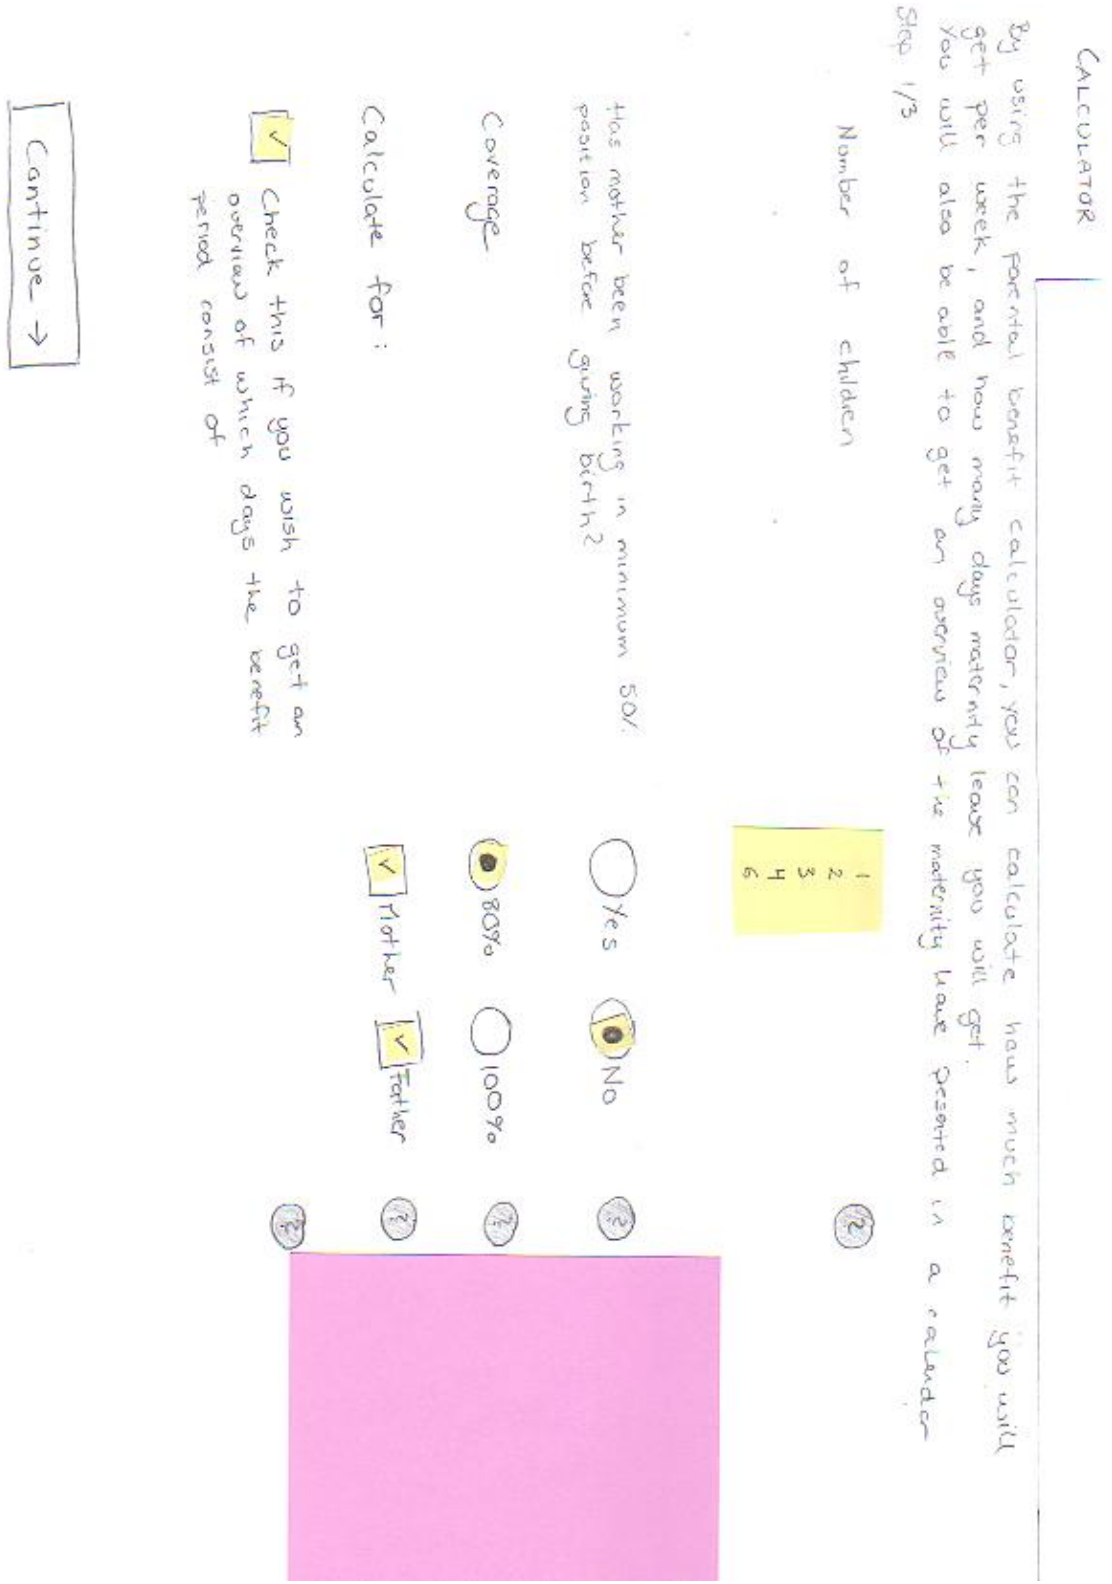 CALCULATOR
By using the parental benefit calculator, you can calculate how much benefit you will
get per week, and how many days maternity leave you will get.
You will also be able to get an overview of the maternity leave pesented in a calendar
Step 1/3
Number of children
1
2
3
4
6
?
Has mother been working in minimum 50%
position before giving birth?
Yes No ?
Coverage 80% 100% ?
Calculate for: Mother Father ?
Check this if you wish to get an ?
overview of which days the benefit
period consist of
Continue →